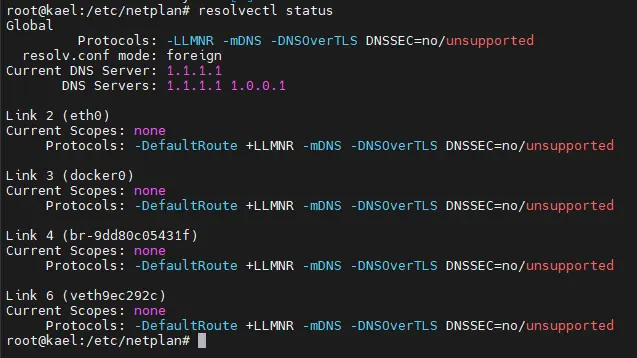 root@kael:/etc/netplan# resolvectl status
Global
Protocols: -LLMNR -mDNS -DNSOverTLS DNSSEC=no/unsupported
resolv.conf mode: foreign
Current DNS Server: 1.1.1.1
DNS Servers: 1.1.1.1 1.0.0.1
Link 2 (eth0)
Current Scopes: none
Protocols: -DefaultRoute +LLMNR -mDNS -DNSOverTLS DNSSEC=no/unsupported
Link 3 (docker0)
Current Scopes: none
Protocols: -DefaultRoute +LLMNR -mDNS -DNSOverTLS DNSSEC=no/unsupported
Link 4 (br-9dd80c05431f)
Current Scopes: none
Protocols: -DefaultRoute +LLMNR -mDNS -DNSOverTLS DNSSEC=no/unsupported
Link 6 (veth9ec292c)
Current Scopes: none
Protocols: -DefaultRoute +LLMNR -mDNS -DNSOverTLS DNSSEC=no/unsupported
root@kael:/etc/netplan#